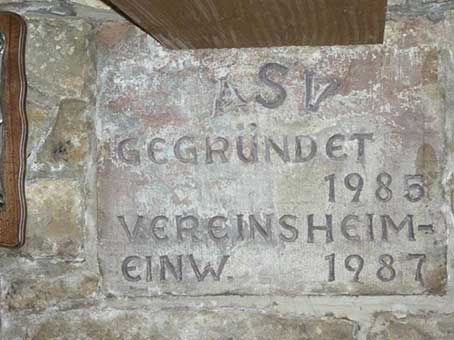 ASV
GEGRÜNDET
1985
VEREINSHEIM-
EINW. 1987